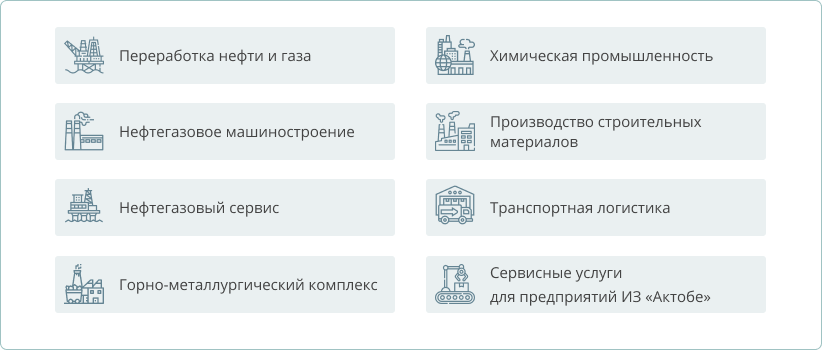 Переработка нефти и газа
Химическая промышленность
Нефтегазовое машиностроение
Производство строительных
материалов
Нефтегазовый сервис
Транспортная логистика
Горно-металлургический комплекс
Сервисные услуги
для предприятий ИЗ «Актобе»